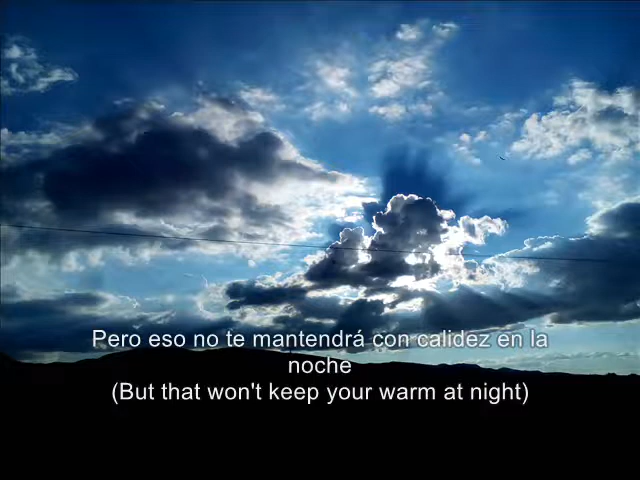 Pero eso no te mantendrá con calidez en la
noche
(But that won't keep your warm at night)